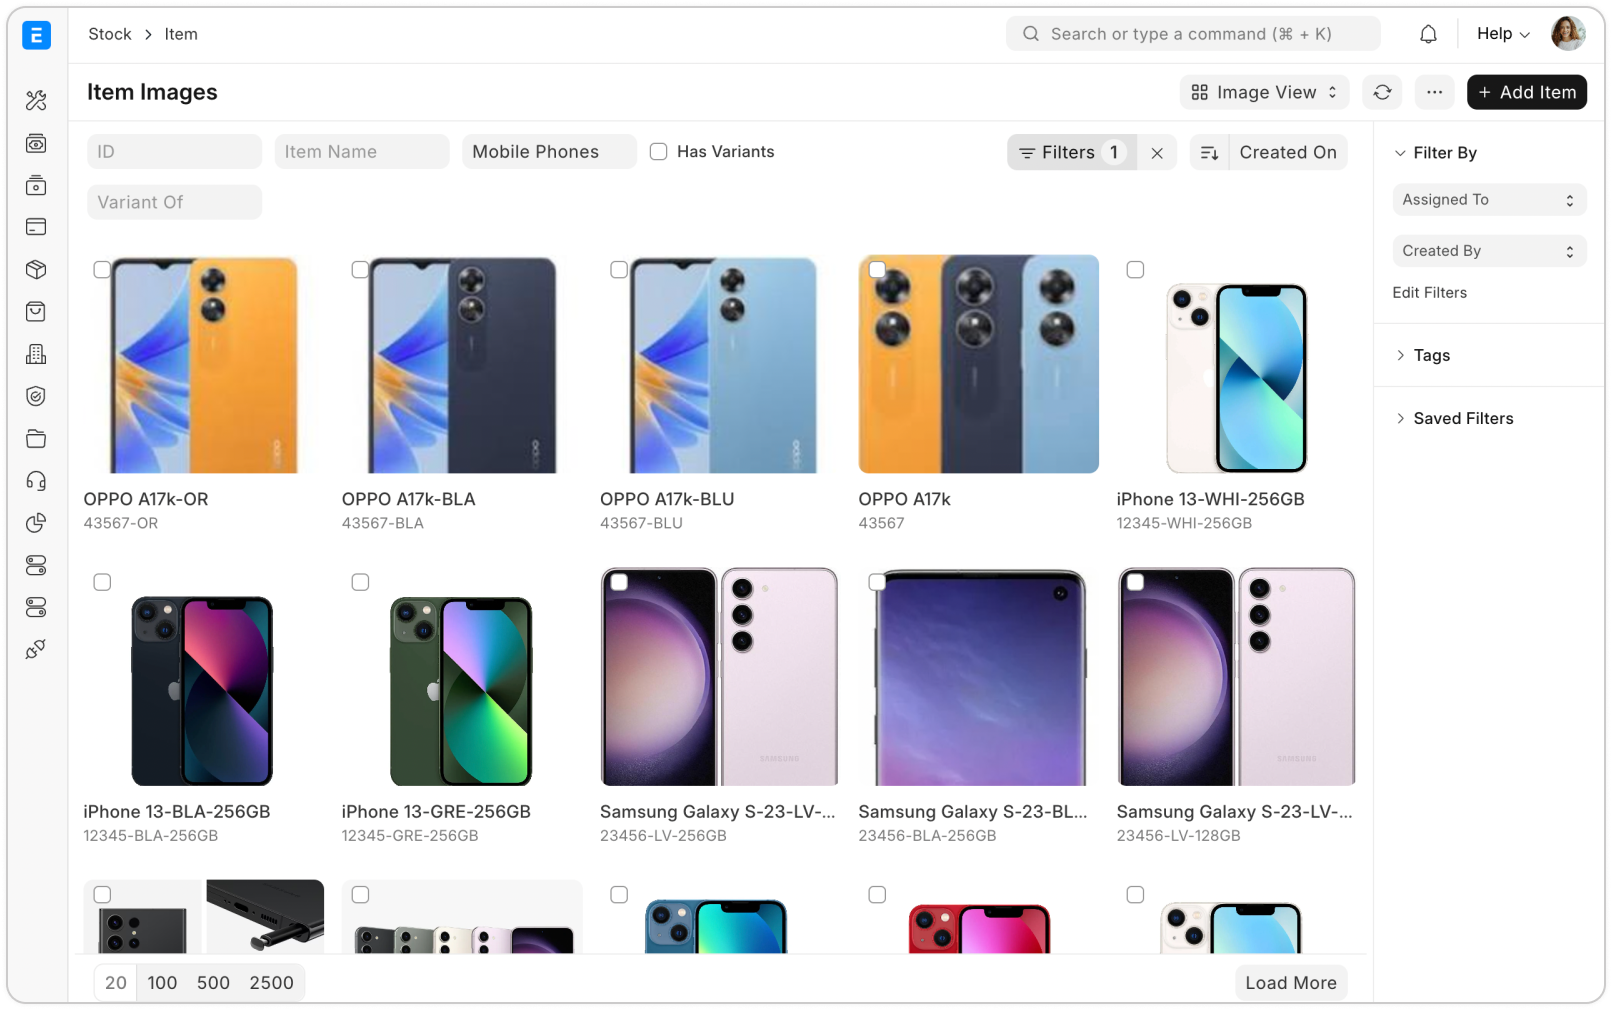 E
Stock > Item
Search or type a command (⌘ + K)
Help
Item Images
Image View
+ Add Item
ID
Item Name
Mobile Phones
Has Variants
Filters 1
Created On
Variant Of
Filter By
Assigned To
Created By
Edit Filters
Tags
Saved Filters
oppo
oppo
oppo
OPPO A17k-OR
43567-OR
OPPO A17k-BLA
43567-BLA
OPPO A17k-BLU
43567-BLU
OPPO A17k
43567
iPhone 13-WHI-256GB
12345-WHI-256GB
SAMSUNG
SAMSUNG
iPhone 13-BLA-256GB
12345-BLA-256GB
iPhone 13-GRE-256GB
12345-GRE-256GB
Samsung Galaxy S-23-LV-...
23456-LV-256GB
Samsung Galaxy S-23-BL...
23456-BLA-256GB
Samsung Galaxy S-23-LV-...
23456-LV-128GB
20 100 500 2500
Load More